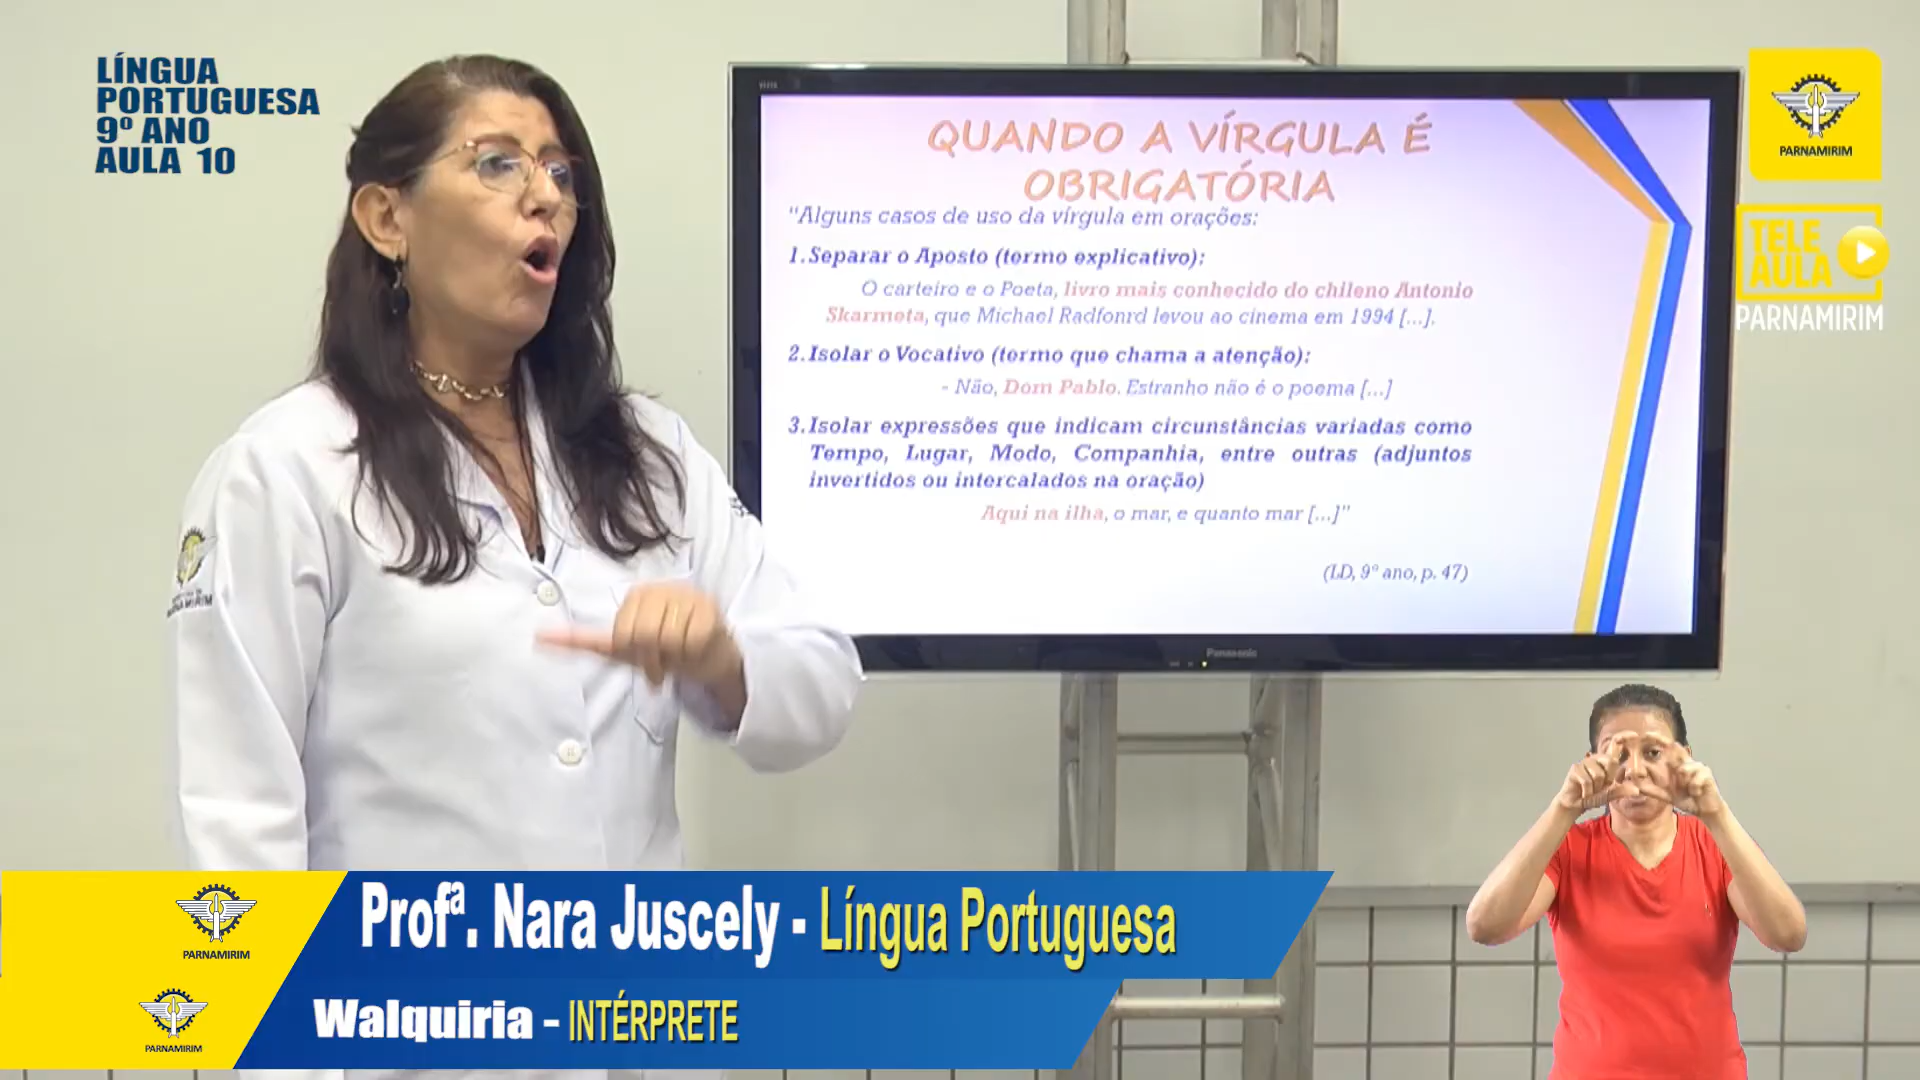 LÍNGUA
PORTUGUESA
9º ANO
AULA 10
QUANDO A VÍRGULA É
OBRIGATÓRIA
"Alguns casos de uso da vírgula em orações:
1. Separar o Aposto (termo explicativo):
O carteiro e o Poeta, livro mais conhecido do chileno Antonio
Skarmeta, que Michael Radfonrd levou ao cinema em 1994 [...].
2. Isolar o Vocativo (termo que chama a atenção):
- Não, Dom Pablo. Estranho não é o poema [...]
3. Isolar expressões que indicam circunstâncias variadas como
Tempo, Lugar, Modo, Companhia, entre outras (adjuntos
invertidos ou intercalados na oração)
Aqui na ilha, o mar, e quanto mar [...]"
(LD, 9º ano, p. 47)
Panasonic
PARNAMIRIM
TELE
AULA
PARNAMIRIM
PARNAMIRIM
Profª. Nara Juscely - Língua Portuguesa
PARNAMIRIM
Walquiria - INTÉRPRETE
PARNAMIRIM